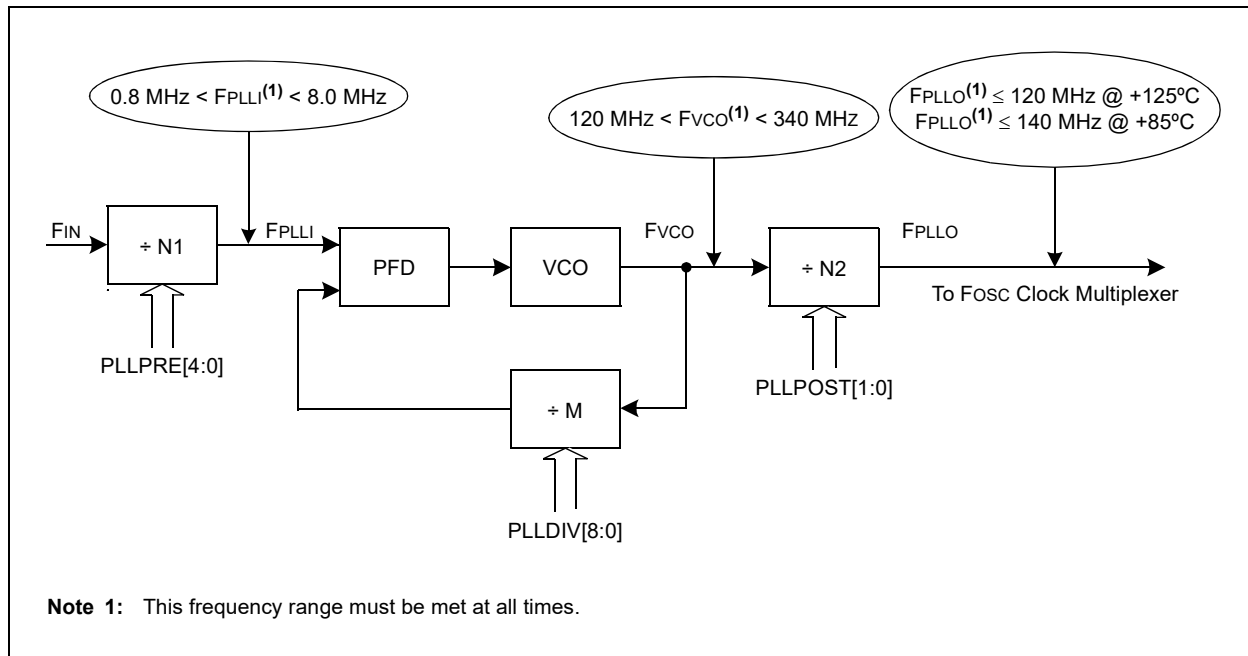 0.8 MHz < FPLLI(1) < 8.0 MHz
120 MHz < FVCO(1) < 340 MHz
FPLLO(1) ≤ 120 MHz @ +125ºC
FPLLO(1) ≤ 140 MHz @ +85ºC
FIN
÷ N1
FPLLI
PFD
VCO
FVCO
÷ N2
FPLLO
To FOSC Clock Multiplexer
PLLPRE[4:0]
÷ M
PLLPOST[1:0]
PLLDIV[8:0]
Note 1: This frequency range must be met at all times.